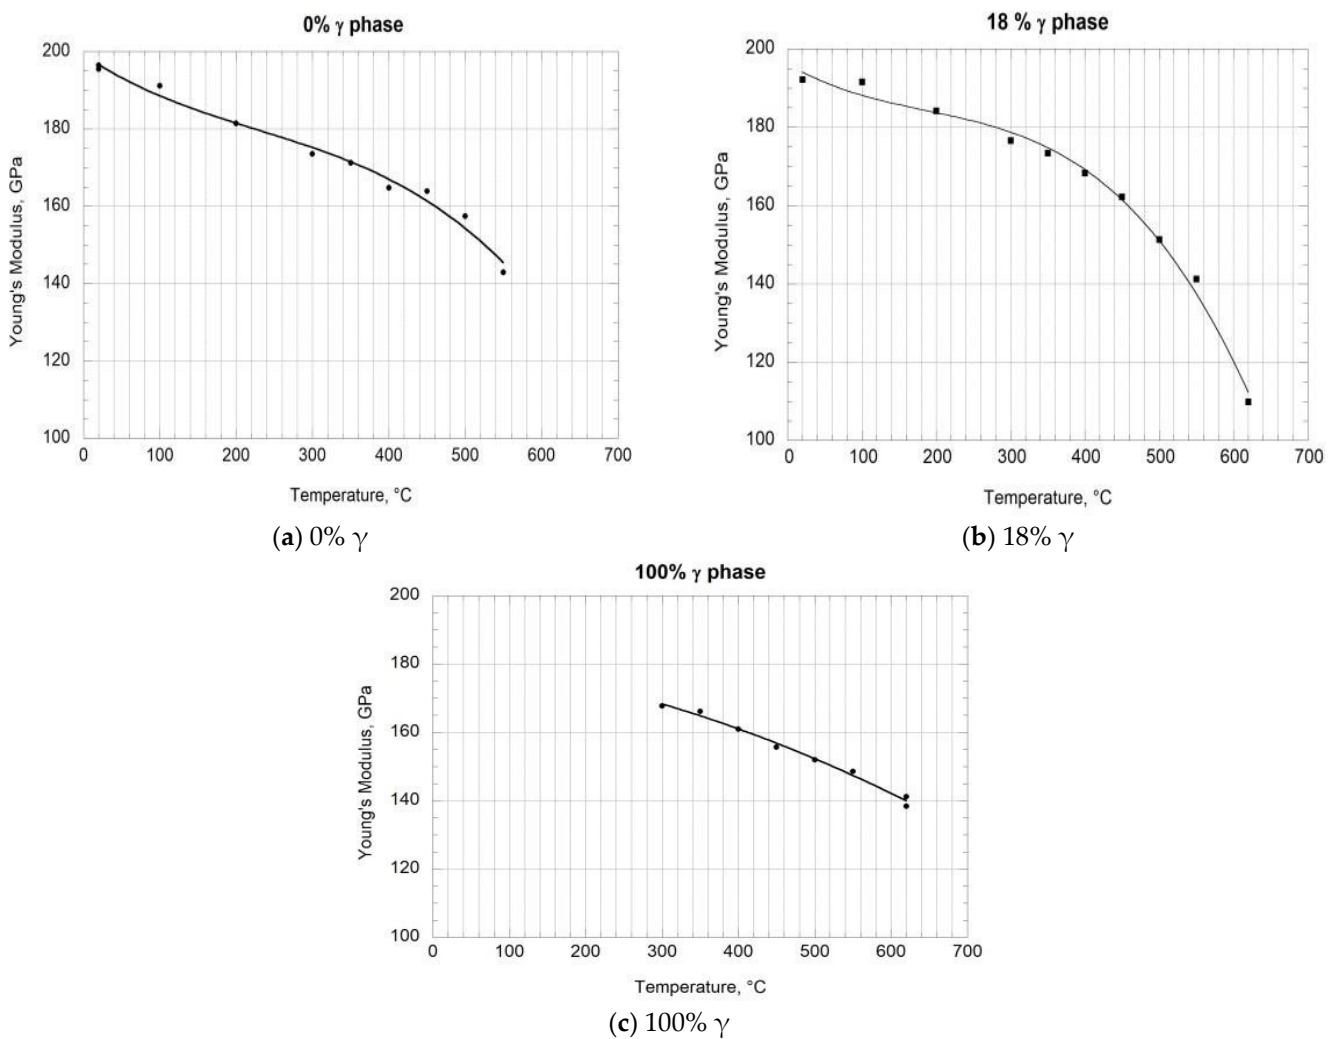 0% γ phase
200
180
160
140
120
100
Young's Modulus, GPa
0 100 200 300 400 500 600 700
Temperature, °C
(a) 0% γ
18 % γ phase
200
180
160
140
120
100
Young's Modulus, GPa
0 100 200 300 400 500 600 700
Temperature, °C
(b) 18% γ
100% γ phase
200
180
160
140
120
100
Young's Modulus, GPa
0 100 200 300 400 500 600 700
Temperature, °C
(c) 100% γ